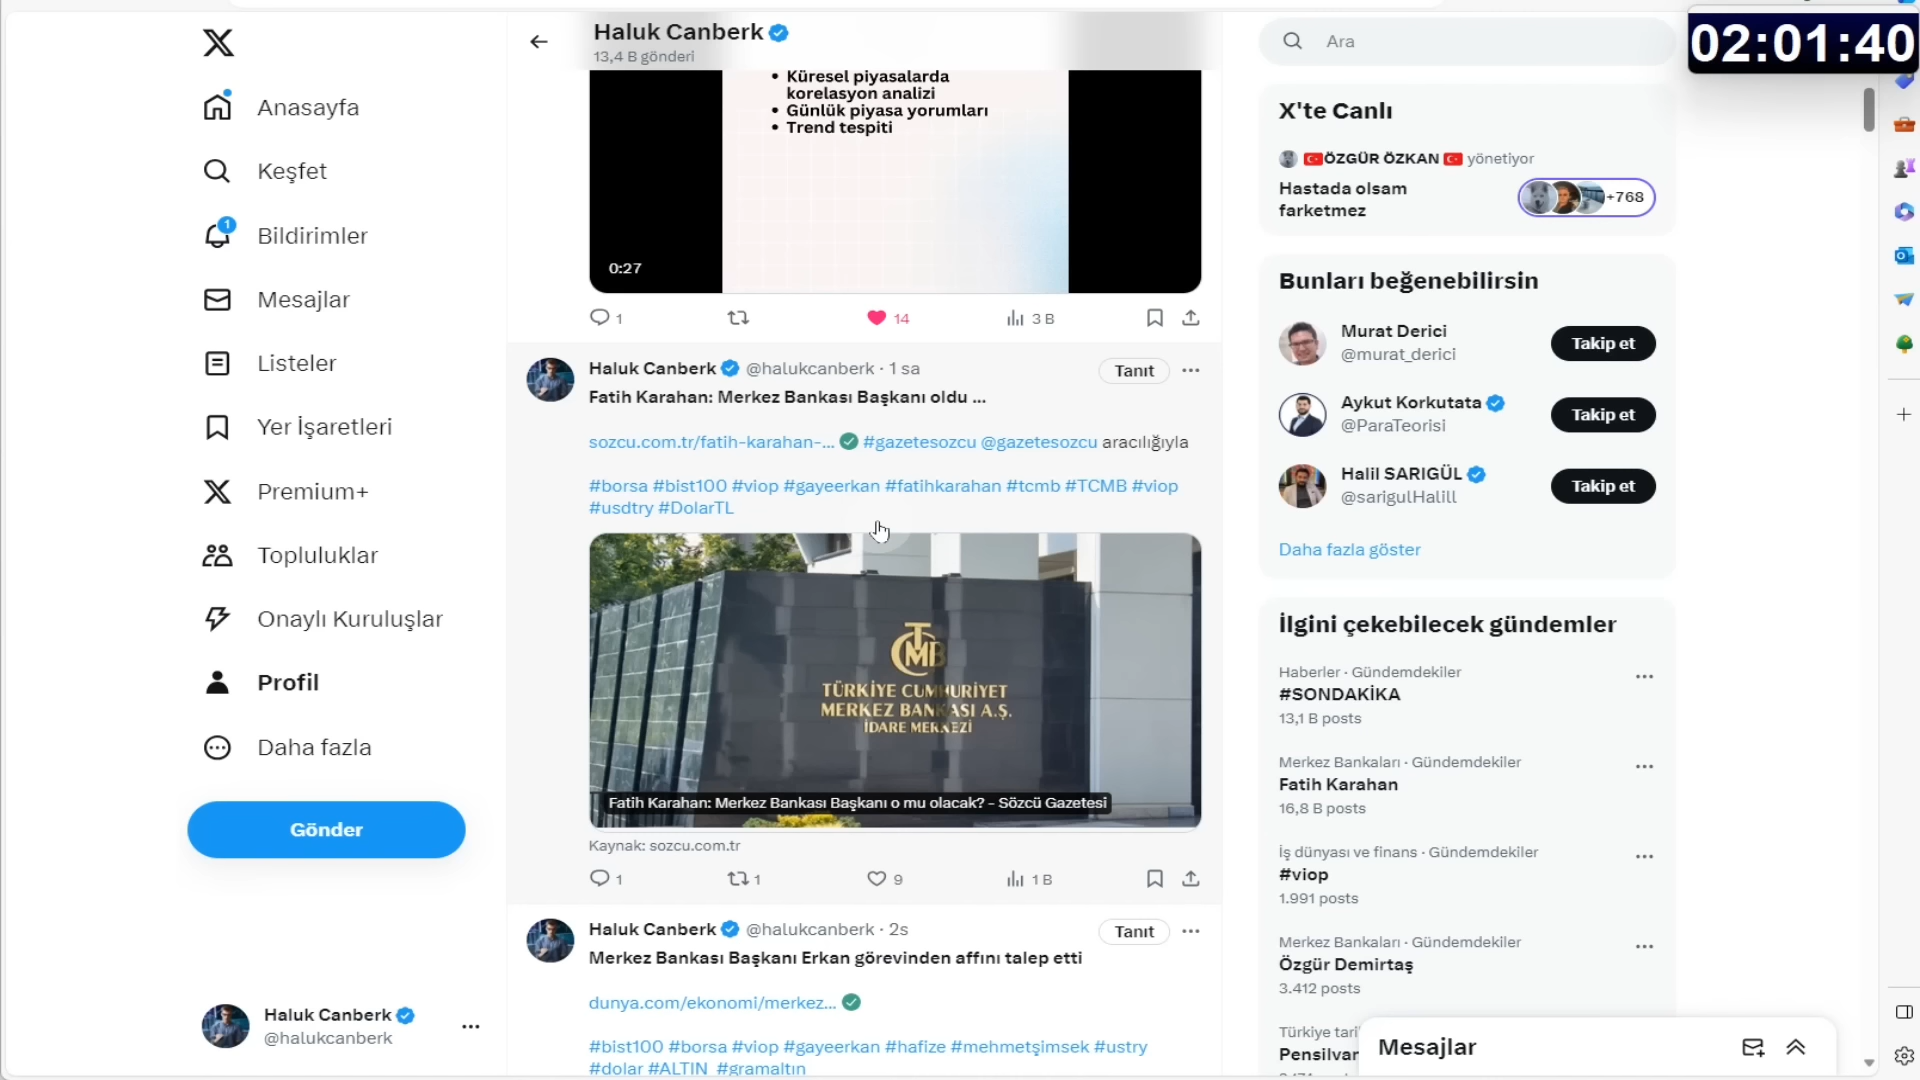 Haluk Canberk
13,4 B gönderi
Ara
02:01:40
Anasayfa
Keşfet
1
Bildirimler
Mesajlar
Listeler
Yer İşaretleri
Premium+
Topluluklar
Onaylı Kuruluşlar
Profil
Daha fazla
Gönder
Haluk Canberk
@halukcanberk
• Küresel piyasalarda
korelasyon analizi
• Günlük piyasa yorumları
• Trend tespiti
0:27
1
14
3 B
Haluk Canberk @halukcanberk · 1 sa
Tanıt
Fatih Karahan: Merkez Bankası Başkanı oldu ...
sozcu.com.tr/fatih-karahan-... #gazetesozcu @gazetesozcu aracılığıyla
#borsa #bist100 #viop #gayeerkan #fatihkarahan #tcmb #TCMB #viop
#usdtry #DolarTL
TÜRKİYE CUMHURİYET
MERKEZ BANKASI A.Ş.
İDARE MERKEZİ
Fatih Karahan: Merkez Bankası Başkanı o mu olacak? - Sözcü Gazetesi
Kaynak: sozcu.com.tr
1
1
9
1 B
Haluk Canberk @halukcanberk · 2s
Tanıt
Merkez Bankası Başkanı Erkan görevinden affını talep etti
dunya.com/ekonomi/merkez...
#bist100 #borsa #viop #gayeerkan #hafize #mehmetşimsek #ustry
#dolar #ALTIN #gramaltın
X'te Canlı
ÖZGÜR ÖZKAN yönetiyor
Hastada olsam
farketmez
+768
Bunları beğenebilirsin
Murat Derici
@murat_derici
Takip et
Aykut Korkutata
@ParaTeorisi
Takip et
Halil SARIGÜL
@sarigulHalill
Takip et
Daha fazla göster
İlgini çekebilecek gündemler
Haberler · Gündemdekiler
#SONDAKİKA
13,1 B posts
Merkez Bankaları · Gündemdekiler
Fatih Karahan
16,8 B posts
İş dünyası ve finans · Gündemdekiler
#viop
1.991 posts
Merkez Bankaları · Gündemdekiler
Özgür Demirtaş
3.412 posts
Türkiye tari
Pensilvan
Mesajlar